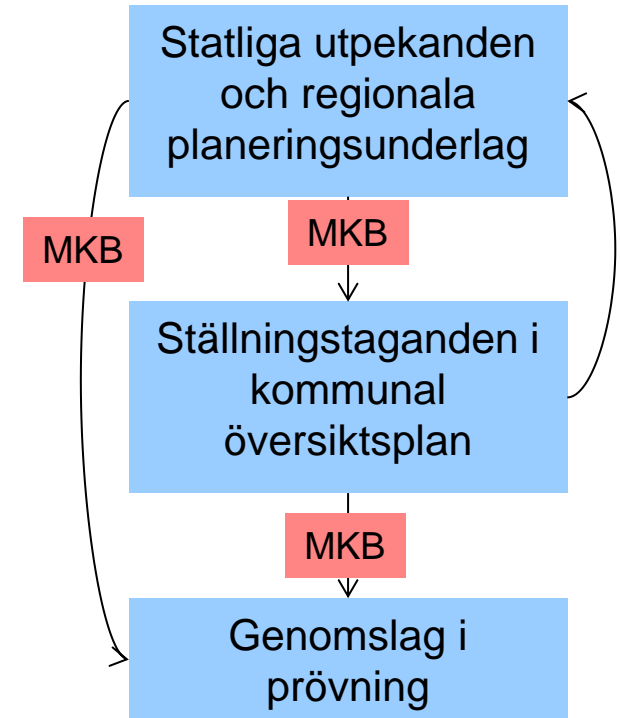 Statliga utpekanden
och regionala
planeringsunderlag
MKB
MKB
Ställningstaganden i
kommunal
översiktsplan
MKB
Genomslag i
prövning